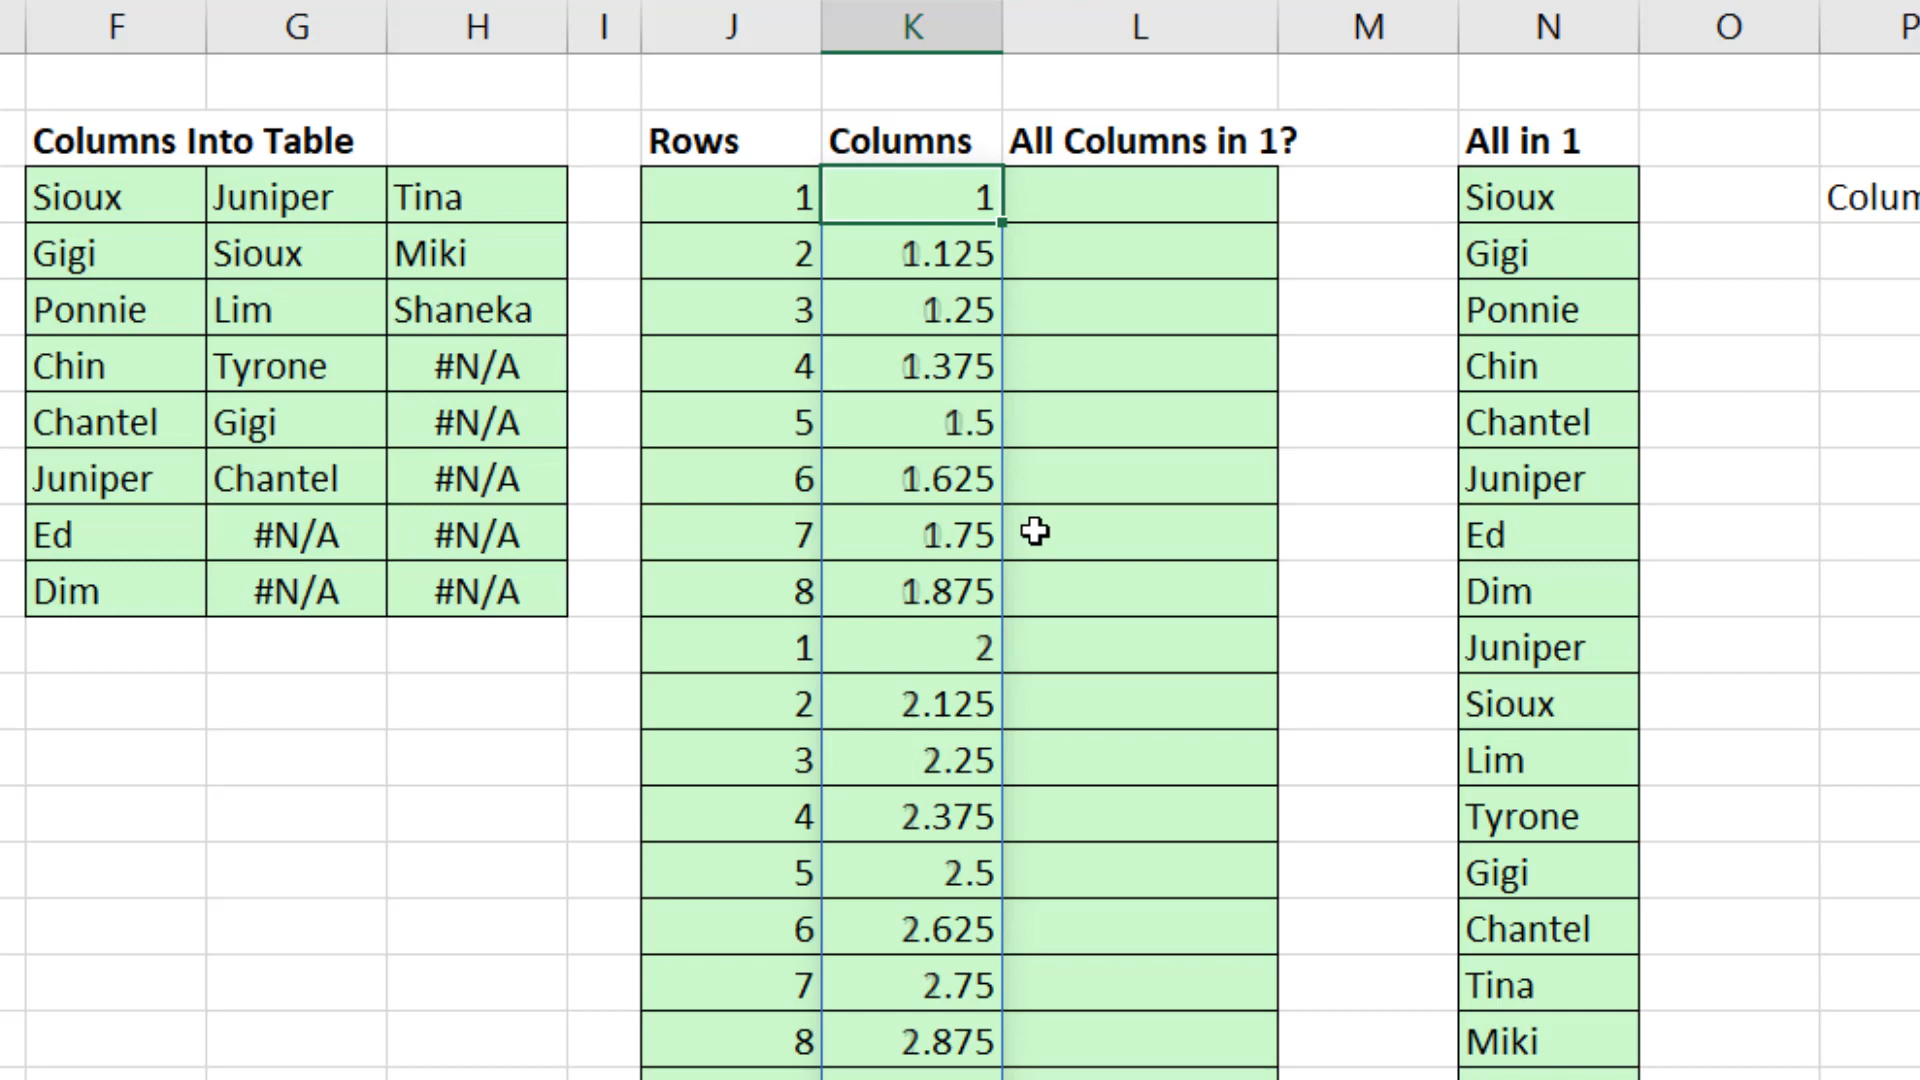 F G H I J K L M N O P
Columns Into Table Rows Columns All Columns in 1? All in 1
Sioux Juniper Tina 1 1 Sioux Colum
Gigi Sioux Miki 2 1.125 Gigi
Ponnie Lim Shaneka 3 1.25 Ponnie
Chin Tyrone #N/A 4 1.375 Chin
Chantel Gigi #N/A 5 1.5 Chantel
Juniper Chantel #N/A 6 1.625 Juniper
Ed #N/A #N/A 7 1.75 Ed
Dim #N/A #N/A 8 1.875 Dim
1 2 Juniper
2 2.125 Sioux
3 2.25 Lim
4 2.375 Tyrone
5 2.5 Gigi
6 2.625 Chantel
7 2.75 Tina
8 2.875 Miki